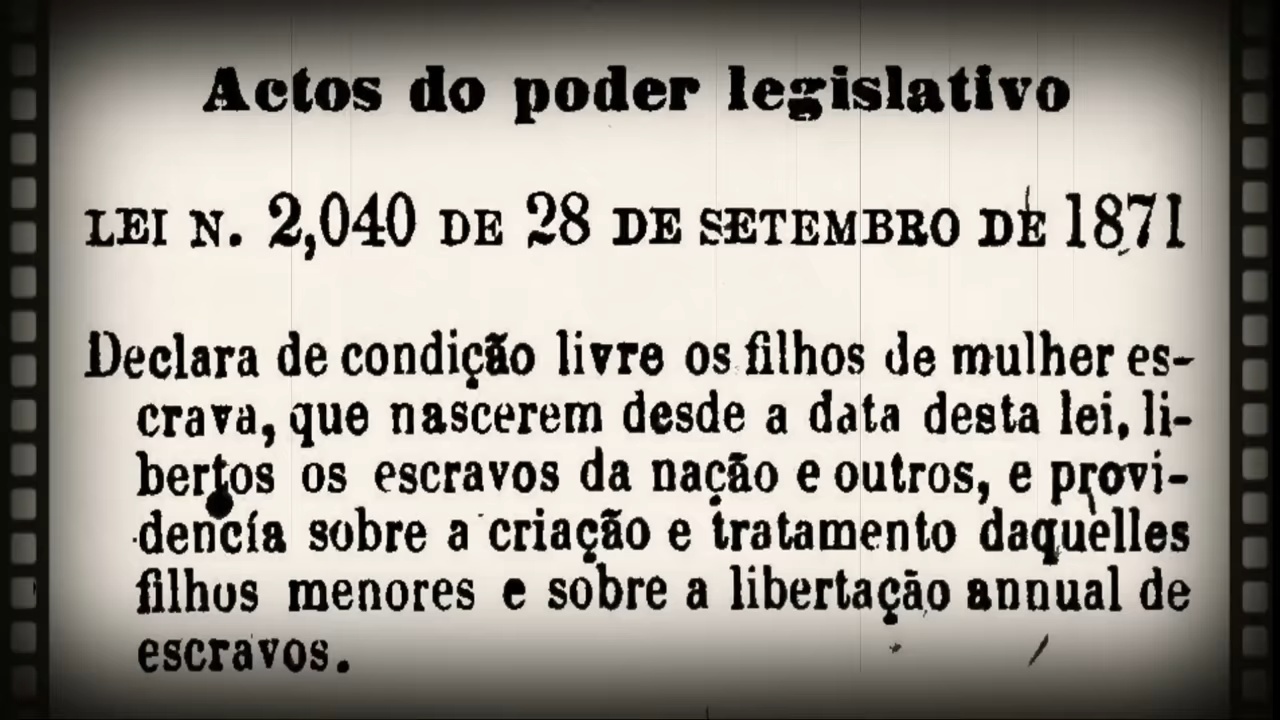 Actos do poder legislativo
LEI N. 2,040 DE 28 DE SETEMBRO DE 1871
Declara de condição livre os filhos de mulher es-
crava, que nascerem desde a data desta lei, li-
bertos os escravos da nação e outros, e provi-
dencia sobre a criação e tratamento daquelles
filhos menores e sobre a libertação annual de
escravos.